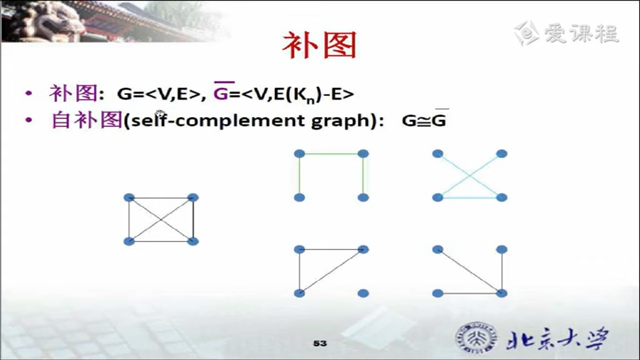 爱课程
补图
• 补图: G=<V,E>, G̅=<V,E(Kₙ)-E>
• 自补图(self-complement graph): G≅G̅
53
北京大学